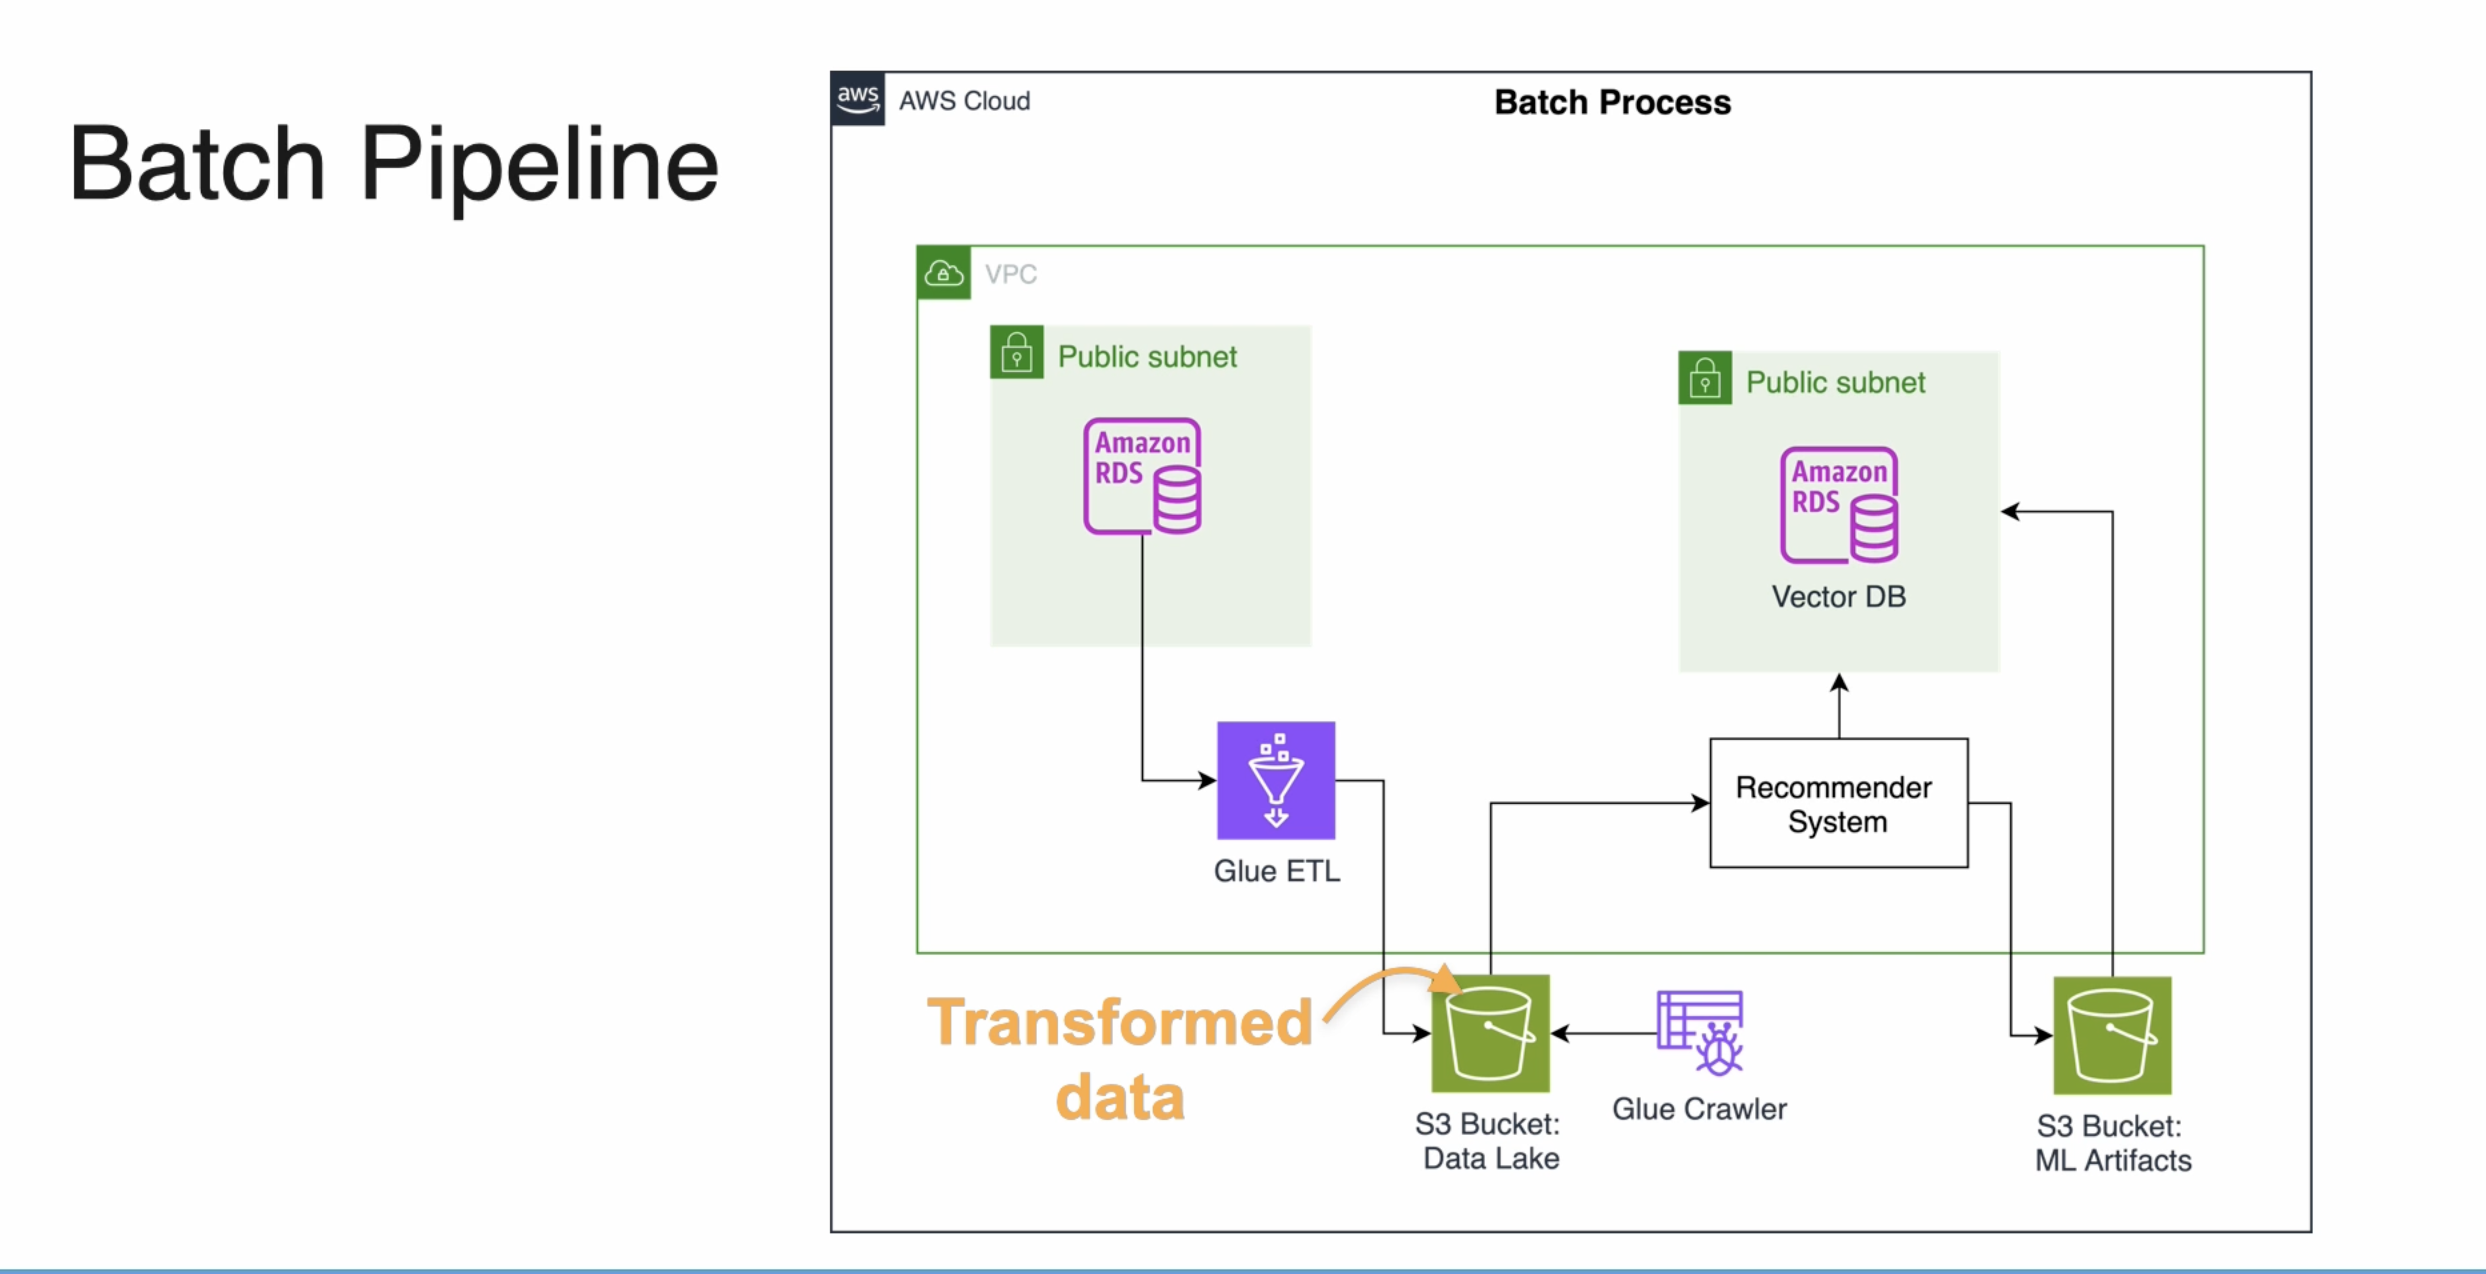 Batch Pipeline
aws
AWS Cloud
Batch Process
VPC
Public subnet
Amazon
RDS
Public subnet
Amazon
RDS
Vector DB
Glue ETL
Recommender
System
Transformed
data
S3 Bucket:
Data Lake
Glue Crawler
S3 Bucket:
ML Artifacts